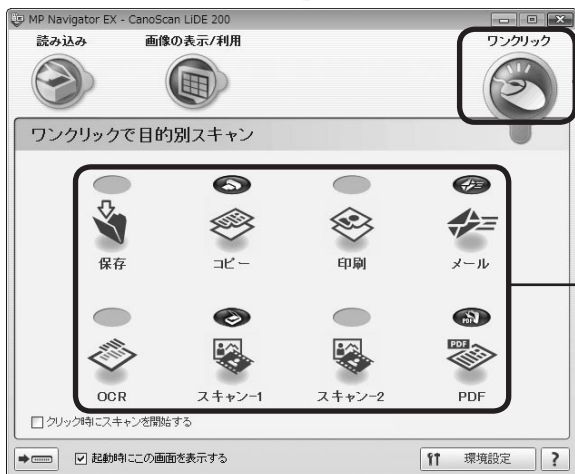 MP Navigator EX - CanoScan LiDE 200
読み込み 画像の表示/利用 ワンクリック
ワンクリックで目的別スキャン
保存 コピー 印刷 メール
PDF
PDF
OCR スキャン-1 スキャン-2 PDF
クリック時にスキャンを開始する
起動時にこの画面を表示する 環境設定 ?